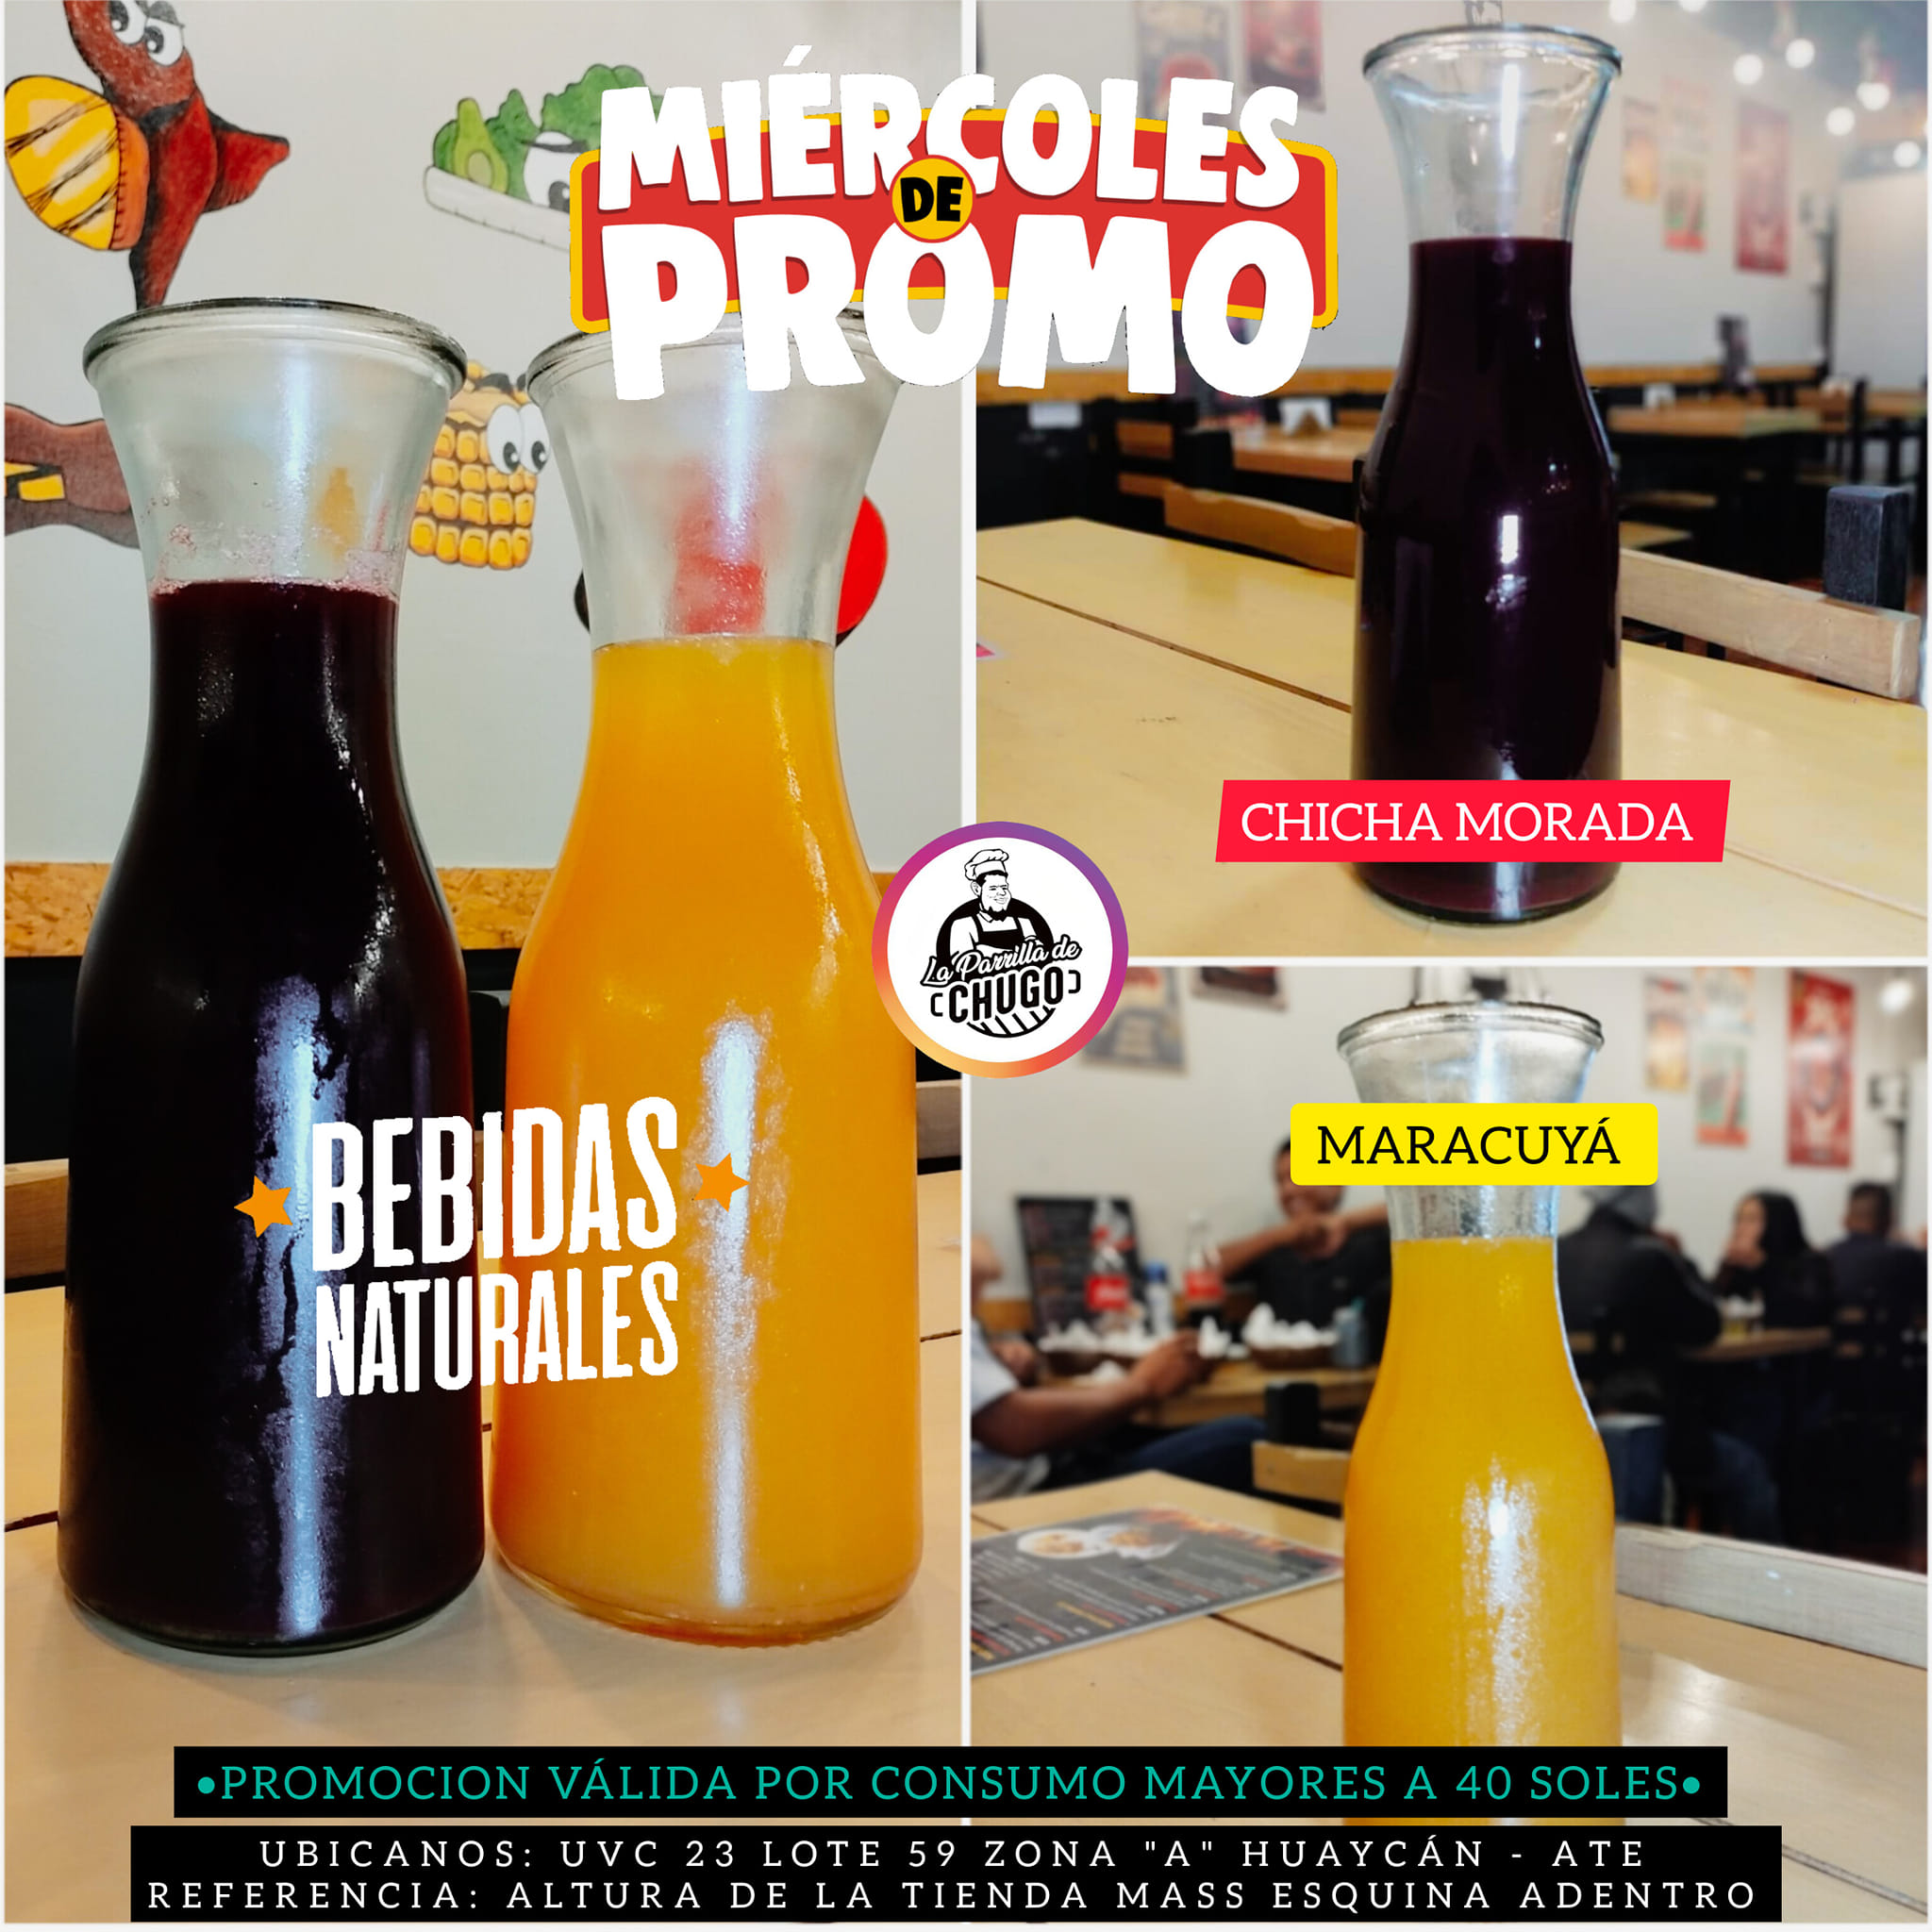 MIÉRCOLES
DE
PROMO
CHICHA MORADA
La Parrilla de
CHUGO
MARACUYÁ
BEBIDAS
NATURALES
•PROMOCION VÁLIDA POR CONSUMO MAYORES A 40 SOLES•
UBICANOS: UVC 23 LOTE 59 ZONA "A" HUAYCÁN - ATE
REFERENCIA: ALTURA DE LA TIENDA MASS ESQUINA ADENTRO